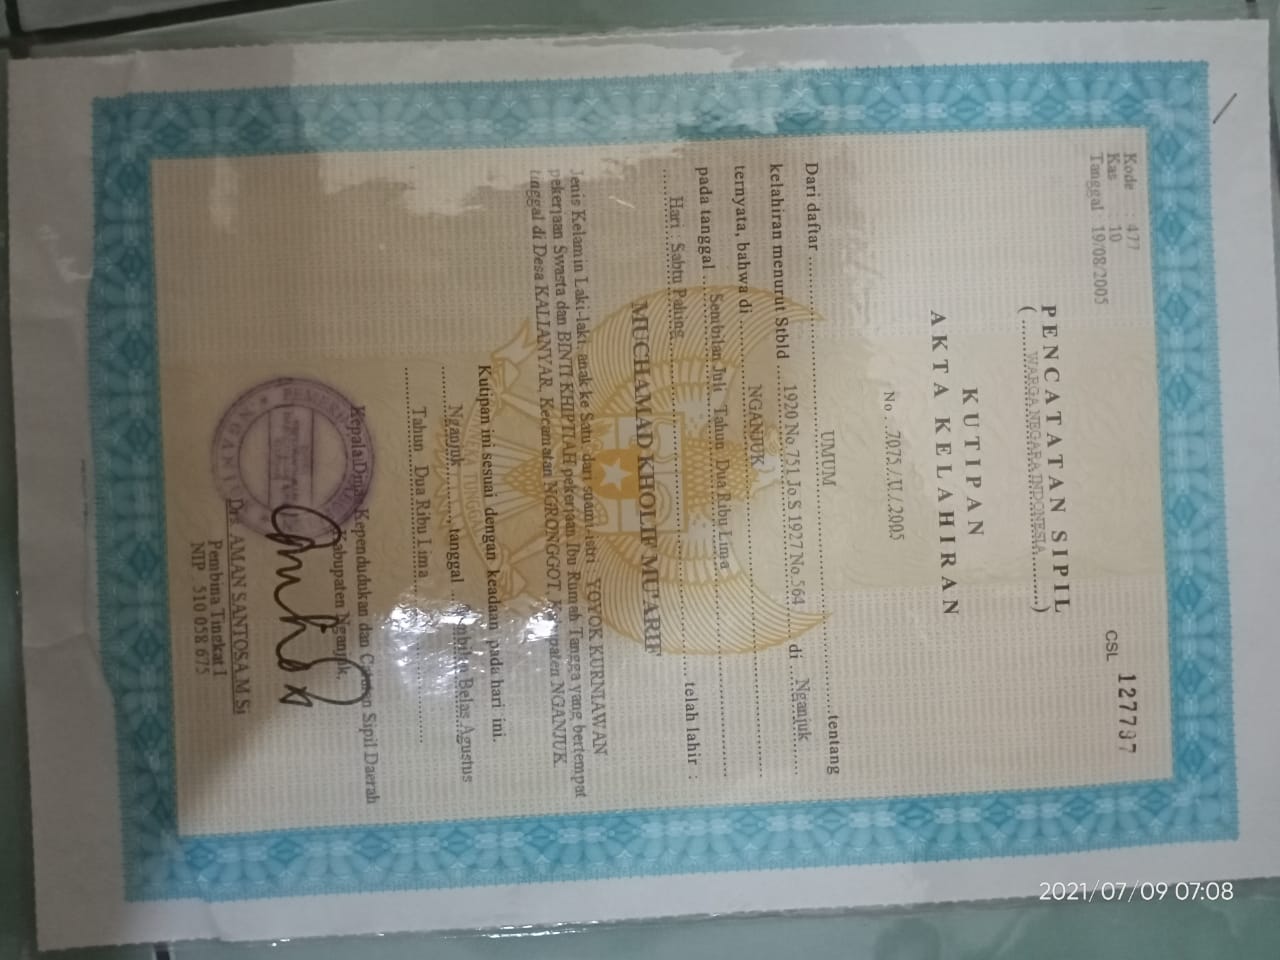 Kode : 477
Kas : 10
Tanggal : 19/08/2005
CSL 127737
PENCATATAN SIPIL
(......WARGA NEGARA INDONESIA.........)
KUTIPAN
AKTA KELAHIRAN
No : 7075 / U / 2005
Dari daftar ........ UMUM ........ tentang
kelahiran menurut Stbld ..... 1920 No.751 Jo S 1927 No.564 di ... Nganjuk......
ternyata, bahwa di ........ NGANJUK ........
pada tanggal ..... Sembilan Juli Tahun Dua Ribu Lima
...... Hari : Sabtu Pahing ........ telah lahir :
MUCHAMAD KHOLIF MU'ARIF
Jenis Kelamin Laki-laki, anak ke Satu dari suami-istri YOYOK KURNIAWAN
pekerjaan Swasta dan BINTI KHIPTIAH pekerjaan Ibu Rumah Tangga yang bertempat
tinggal di Desa KALIANYAR, Kecamatan NGRONGGOT, Kabupaten NGANJUK.
Kutipan ini sesuai dengan keadaan pada hari ini.
...... Nganjuk ........, tanggal ... Sembilan Belas Agustus
Tahun Dua Ribu Lima
Kepala Dinas Kependudukan dan Catatan Sipil Daerah
Kabupaten Nganjuk,
Drs. AMAN SANTOSA.M.Si
Pembina Tingkat I
NIP. 510 058 675
2021/07/09 07:08